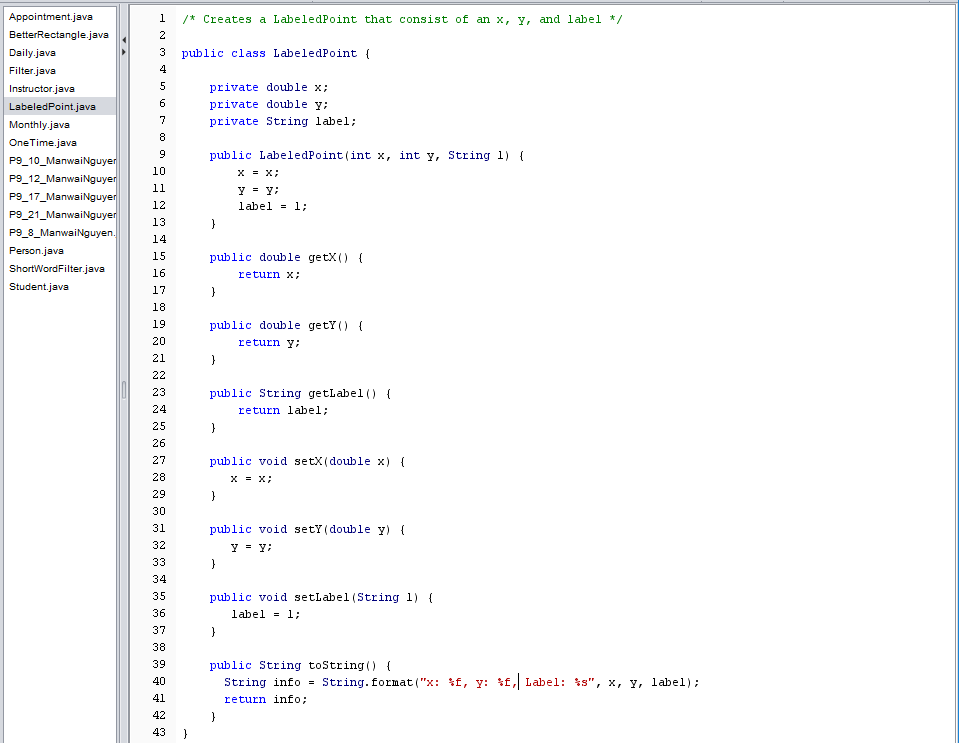 Appointment.java
BetterRectangle.java
Daily.java
Filter.java
Instructor.java
LabeledPoint.java
Monthly.java
OneTime.java
P9_10_ManwaiNguyen
P9_12_ManwaiNguyen
P9_17_ManwaiNguyen
P9_21_ManwaiNguyen
P9_8_ManwaiNguyen.
Person.java
ShortWordFilter.java
Student.java
1 /* Creates a LabeledPoint that consist of an x, y, and label */
2
3 public class LabeledPoint {
4
5 private double x;
6 private double y;
7 private String label;
8
9 public LabeledPoint(int x, int y, String l) {
10 x = x;
11 y = y;
12 label = l;
13 }
14
15 public double getX() {
16 return x;
17 }
18
19 public double getY() {
20 return y;
21 }
22
23 public String getLabel() {
24 return label;
25 }
26
27 public void setX(double x) {
28 x = x;
29 }
30
31 public void setY(double y) {
32 y = y;
33 }
34
35 public void setLabel(String l) {
36 label = l;
37 }
38
39 public String toString() {
40 String info = String.format("x: %f, y: %f, Label: %s", x, y, label);
41 return info;
42 }
43 }